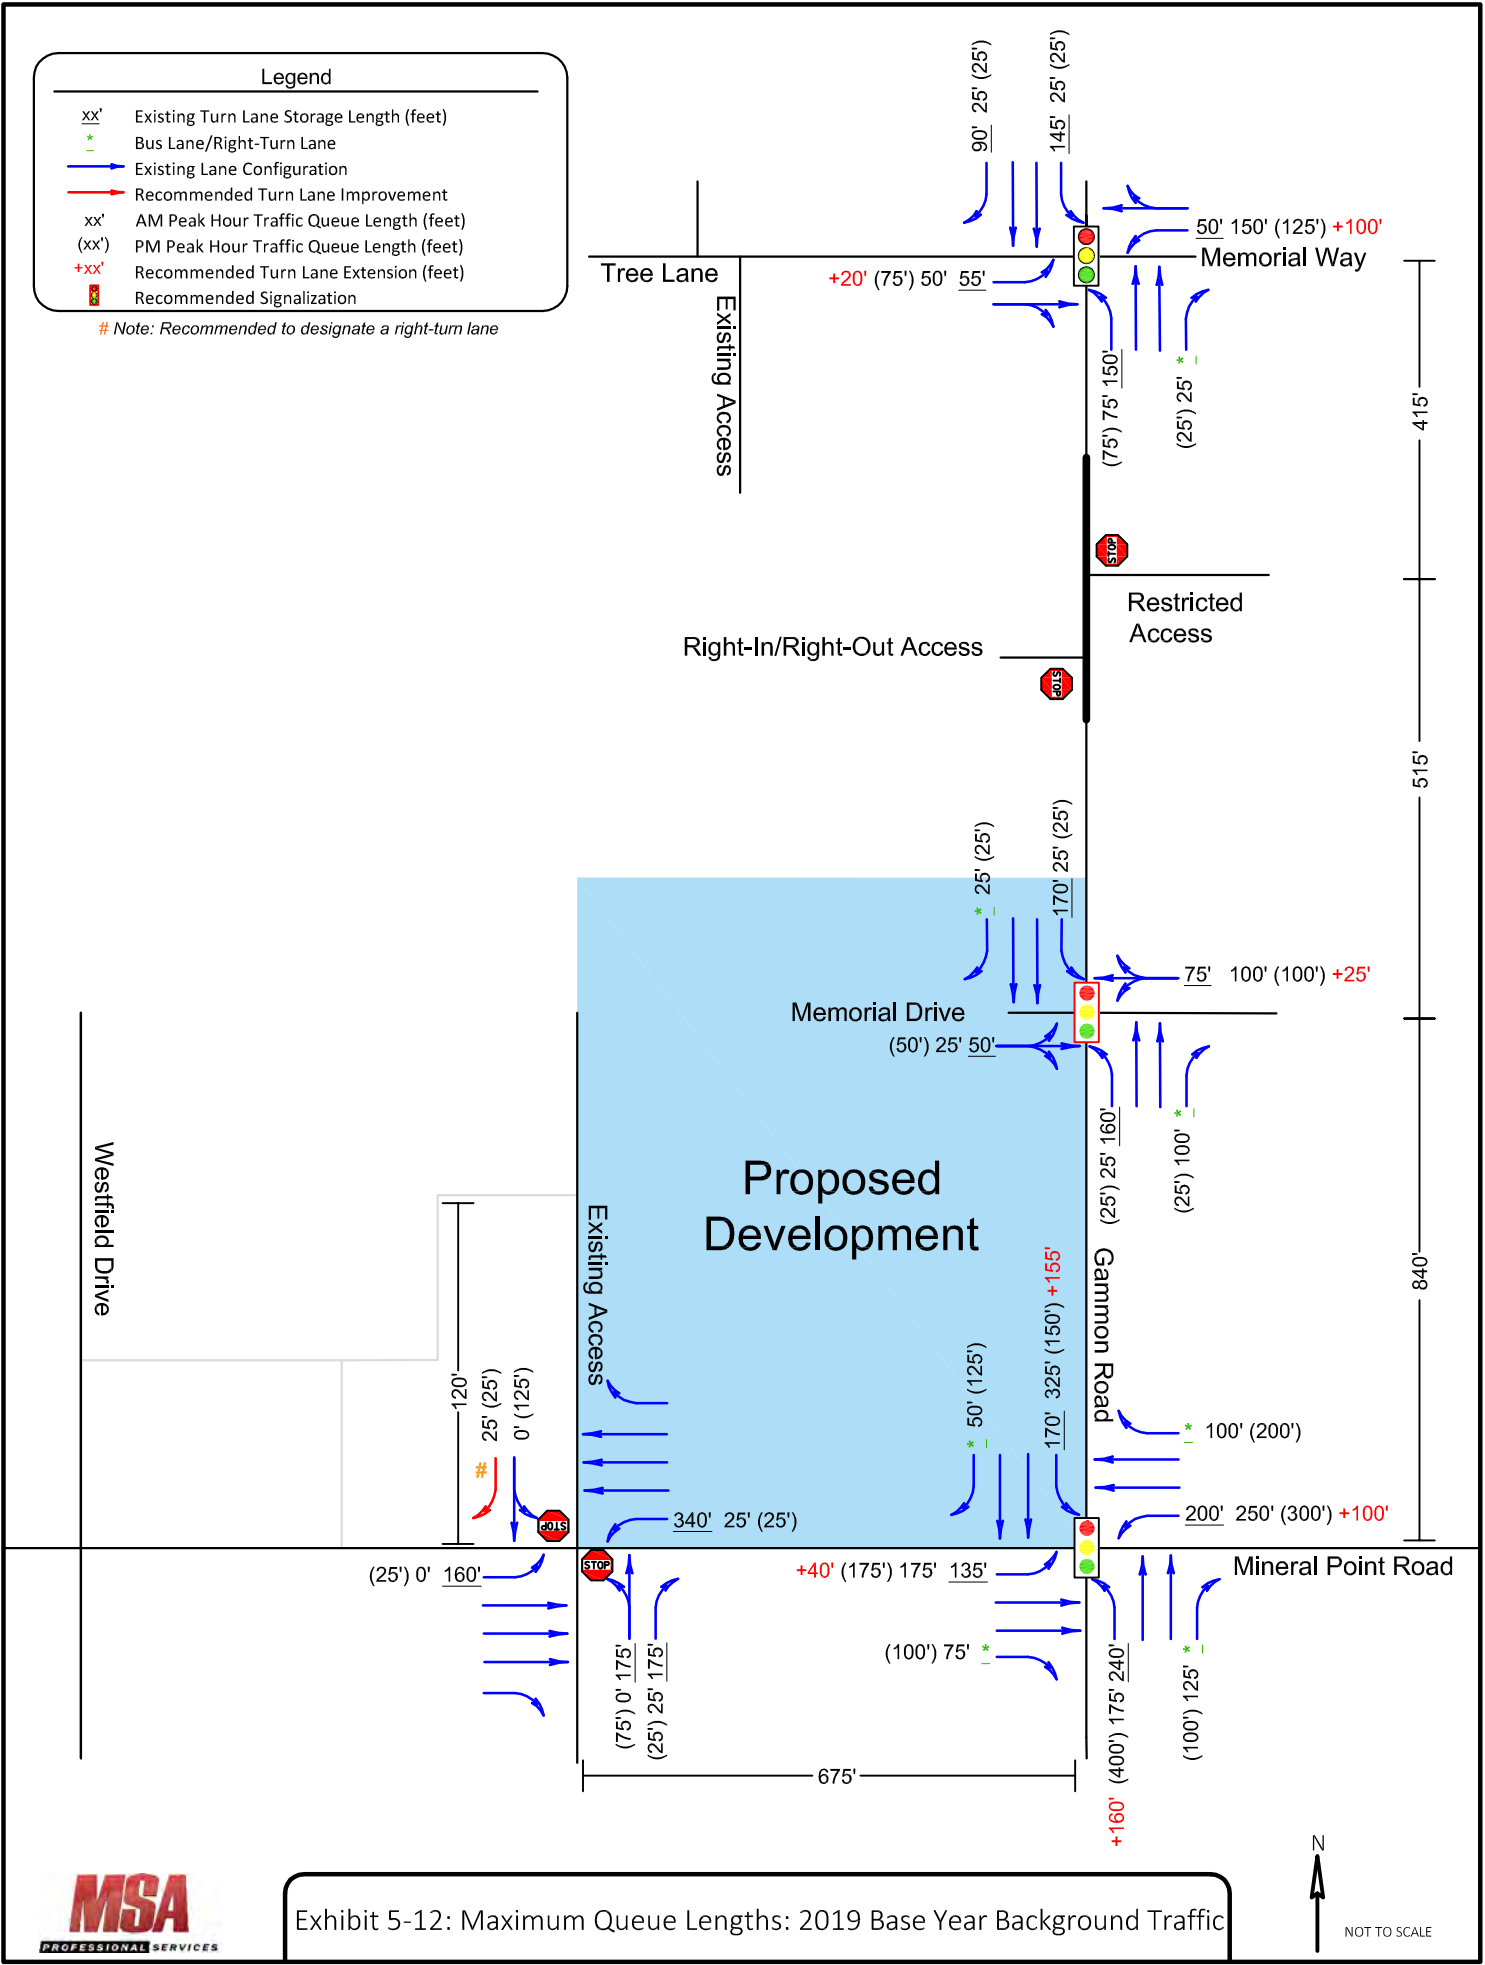 Legend
xx' Existing Turn Lane Storage Length (feet)
* Bus Lane/Right-Turn Lane
Existing Lane Configuration
Recommended Turn Lane Improvement
xx' AM Peak Hour Traffic Queue Length (feet)
(xx') PM Peak Hour Traffic Queue Length (feet)
+xx' Recommended Turn Lane Extension (feet)
Recommended Signalization
# Note: Recommended to designate a right-turn lane
90' 25' (25')
145' 25' (25')
50' 150' (125') +100'
Memorial Way
Tree Lane
+20' (75') 50' 55'
Existing Access
(75') 75' 150'
(25') 25' *
415'
STOP
Restricted
Access
Right-In/Right-Out Access
STOP
515'
* 25' (25')
170' 25' (25')
75' 100' (100') +25'
Memorial Drive
(50') 25' 50'
(25') 25' 160'
(25') 100' *
Proposed
Development
Westfield Drive
Existing Access
Gammon Road
840'
120'
25' (25')
0' (125')
#
* 50' (125')
170' 325' (150') +155'
* 100' (200')
STOP
340' 25' (25')
200' 250' (300') +100'
STOP
(25') 0' 160'
+40' (175') 175' 135'
Mineral Point Road
(100') 75' *
(75') 0' 175'
(25') 25' 175'
+160' (400') 175' 240'
(100') 125' *
675'
N
NOT TO SCALE
MSA
PROFESSIONAL SERVICES
Exhibit 5-12: Maximum Queue Lengths: 2019 Base Year Background Traffic